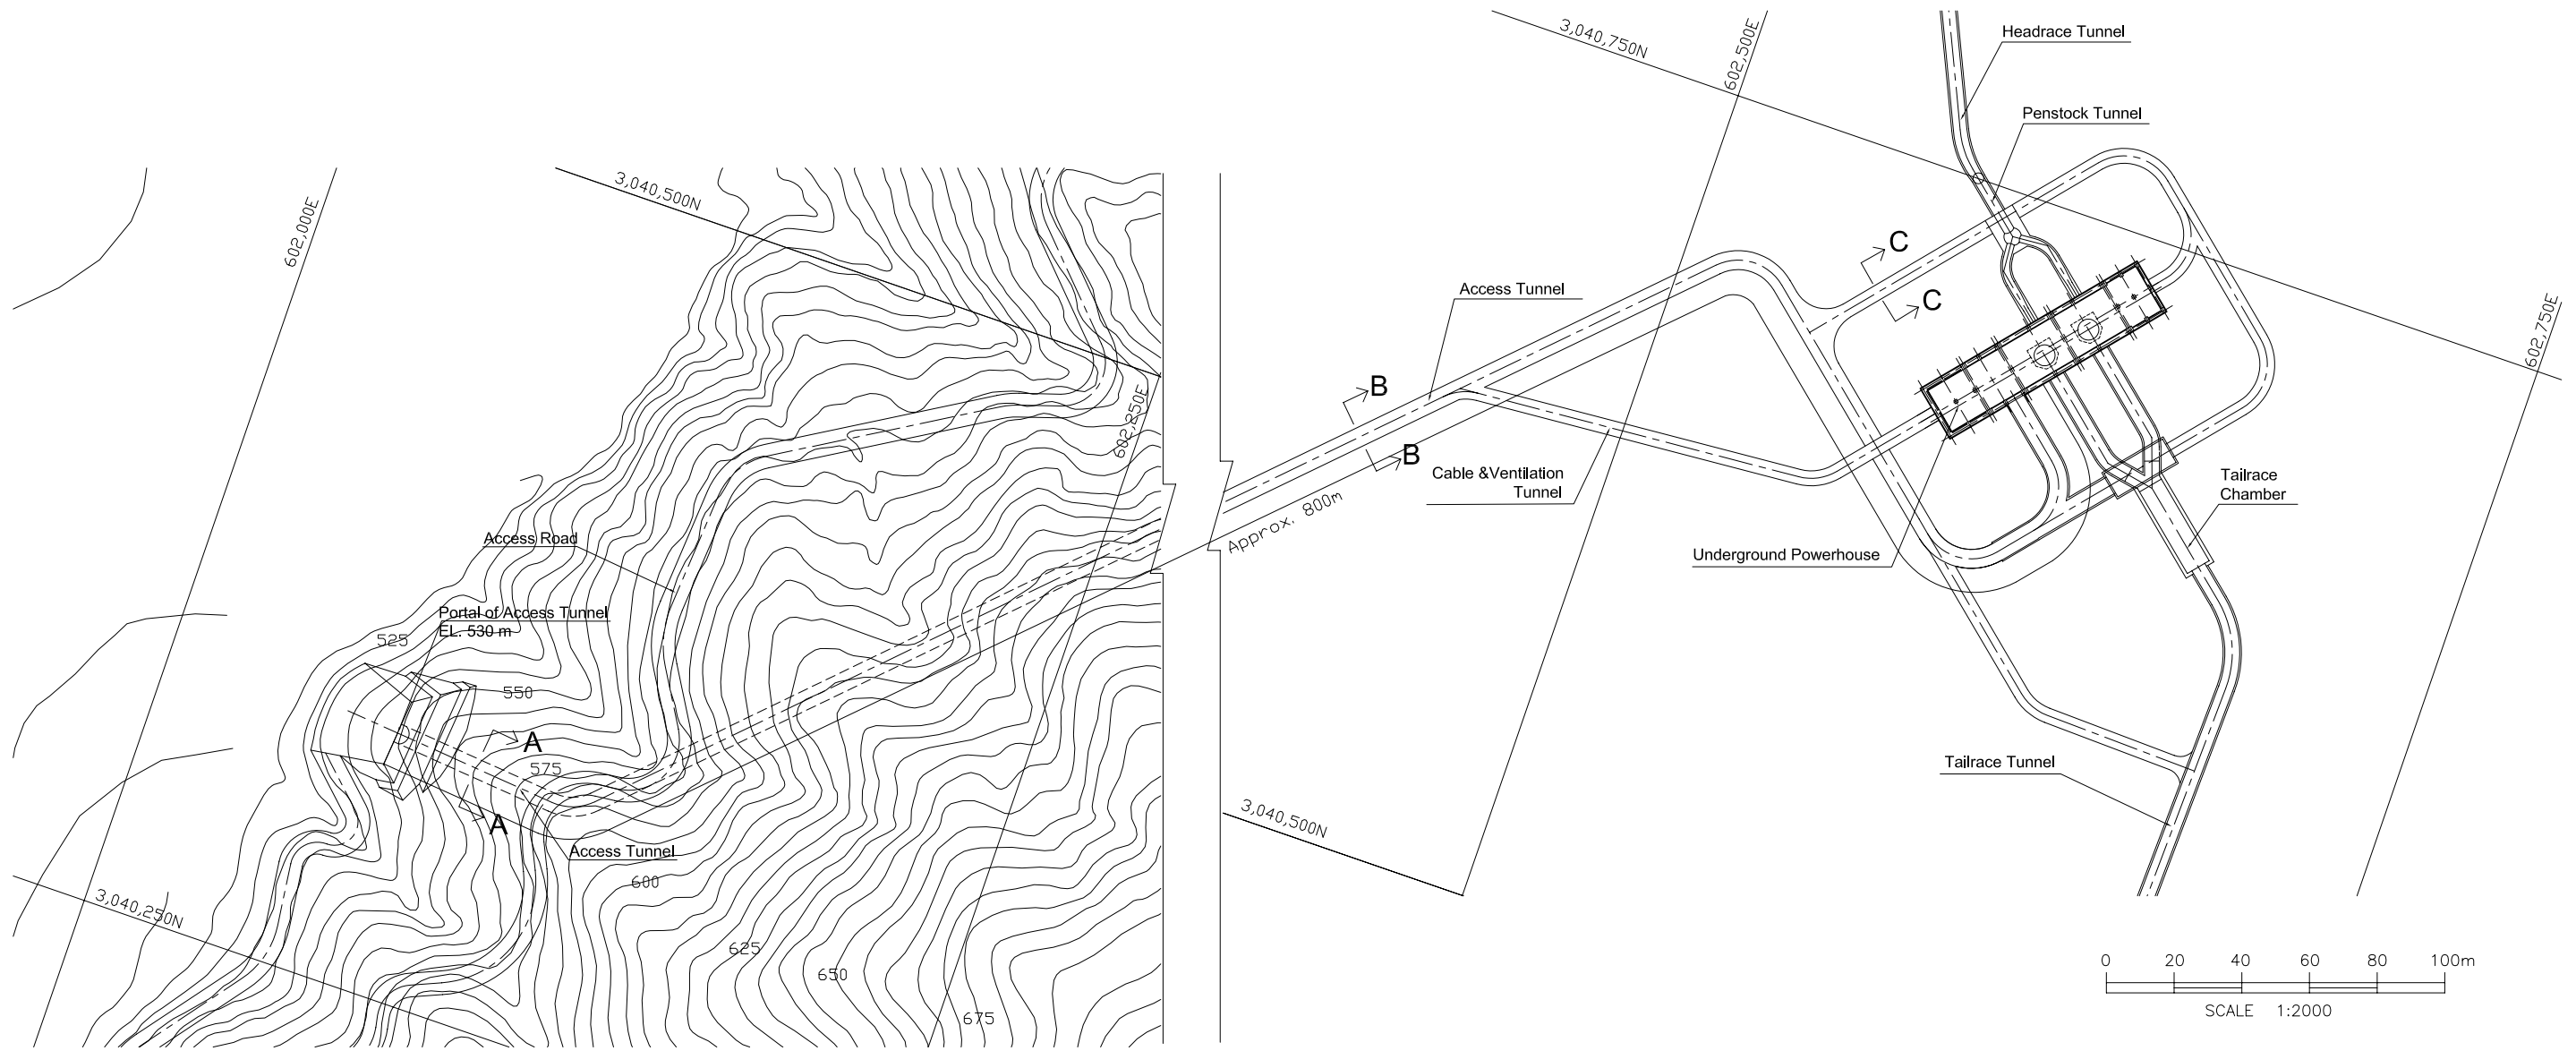 3,040,750N
602,500E
Headrace Tunnel
Penstock Tunnel
3,040,500N
602,000E
C
C
Access Tunnel
602,750E
B
B
602,250E
Cable &Ventilation
Tunnel
Tailrace
Chamber
Approx. 800m
Access Road
Underground Powerhouse
Portal of Access Tunnel
EL. 530 m
525
550
A
575
A
Tailrace Tunnel
3,040,500N
Access Tunnel
600
3,040,250N
625
650
675
0 20 40 60 80 100m
SCALE 1:2000